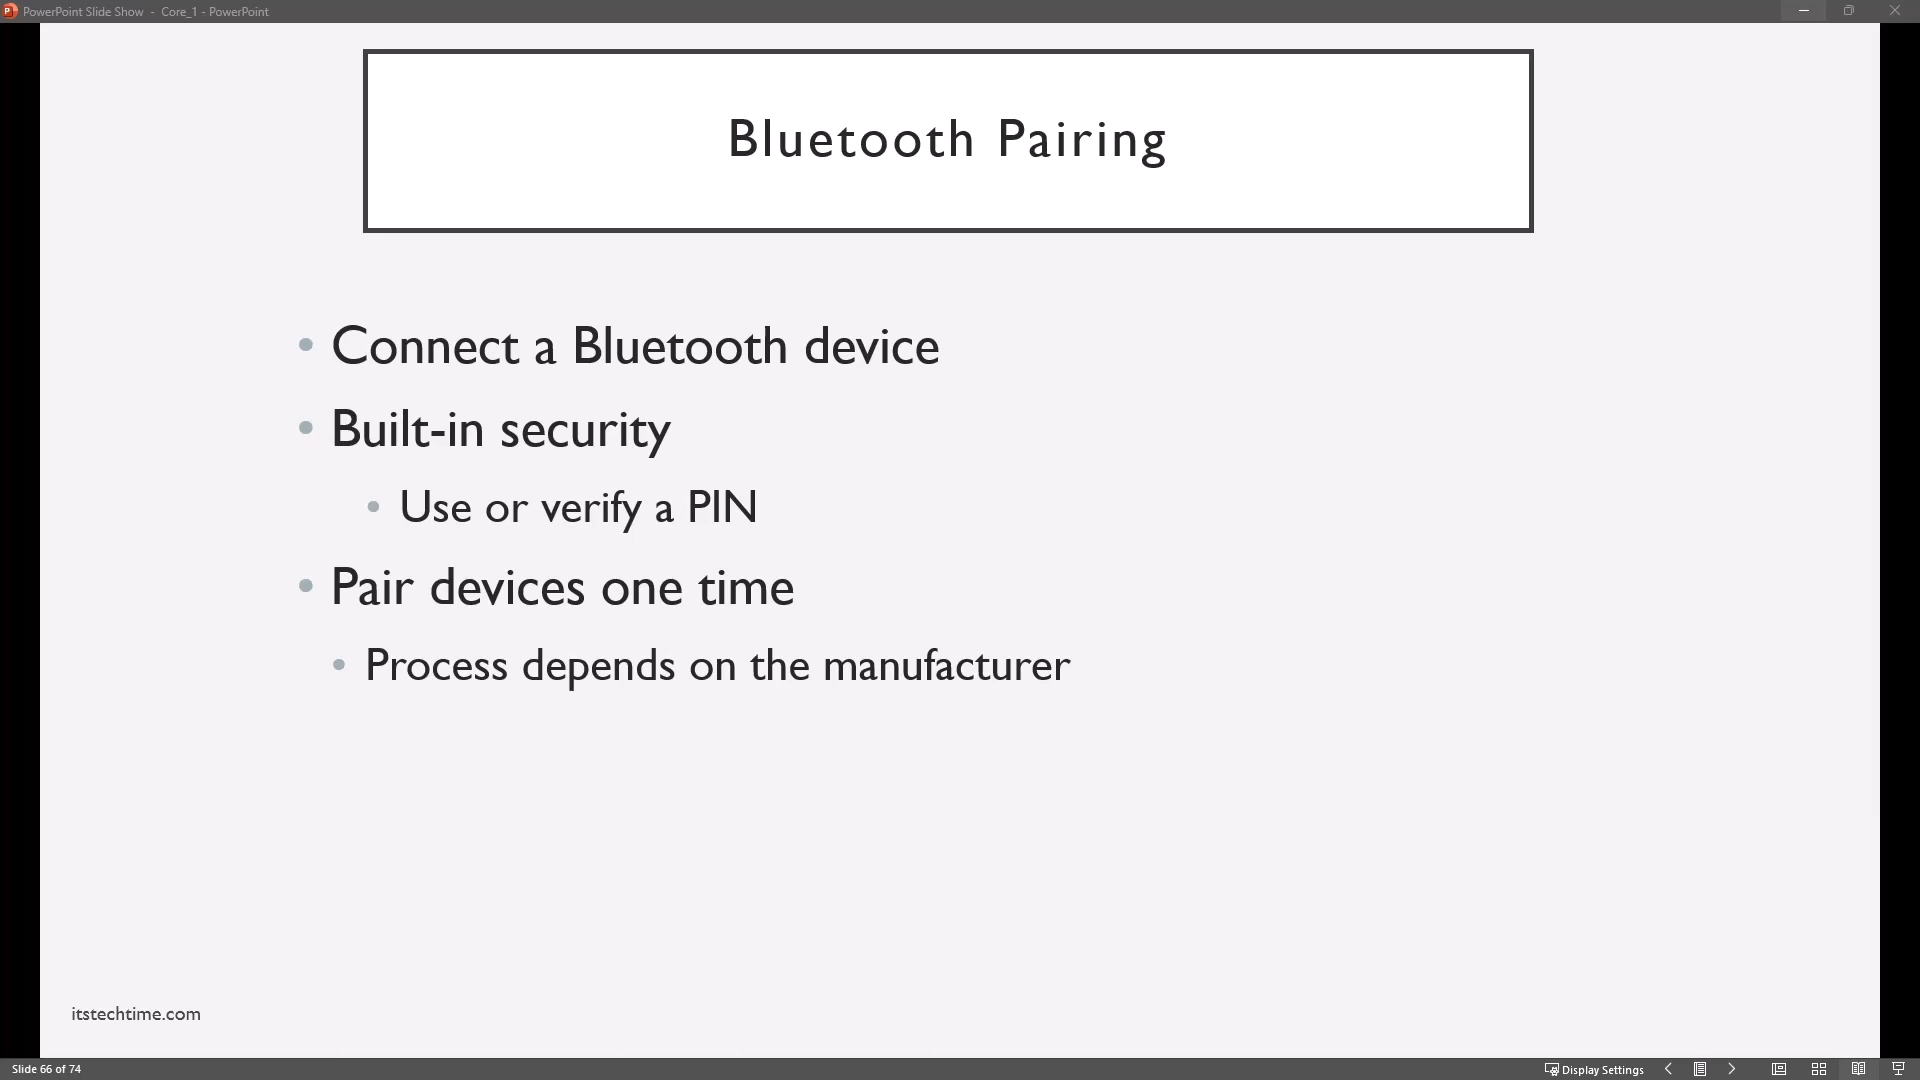 PowerPoint Slide Show - Core_1 - PowerPoint
Bluetooth Pairing
• Connect a Bluetooth device
• Built-in security
• Use or verify a PIN
• Pair devices one time
• Process depends on the manufacturer
itstechtime.com
Slide 66 of 74
Display Settings